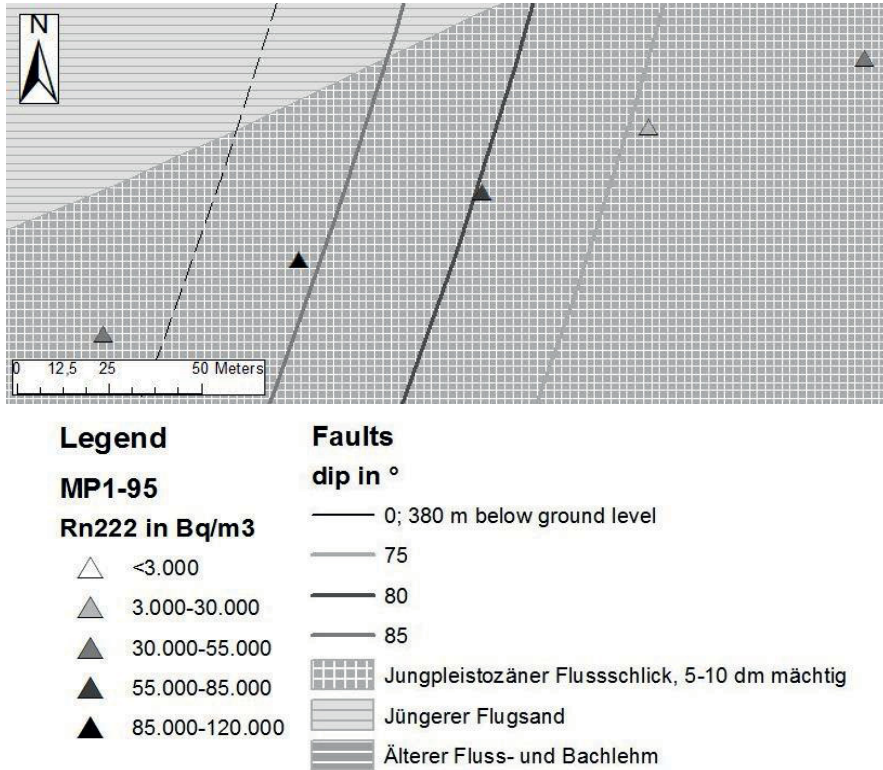 N
0 12,5 25 50 Meters
Legend
MP1-95
Rn222 in Bq/m3
<3.000
3.000-30.000
30.000-55.000
55.000-85.000
85.000-120.000
Faults
dip in °
0; 380 m below ground level
75
80
85
Jungpleistozäner Flussschlick, 5-10 dm mächtig
Jüngerer Flugsand
Älterer Fluss- und Bachlehm